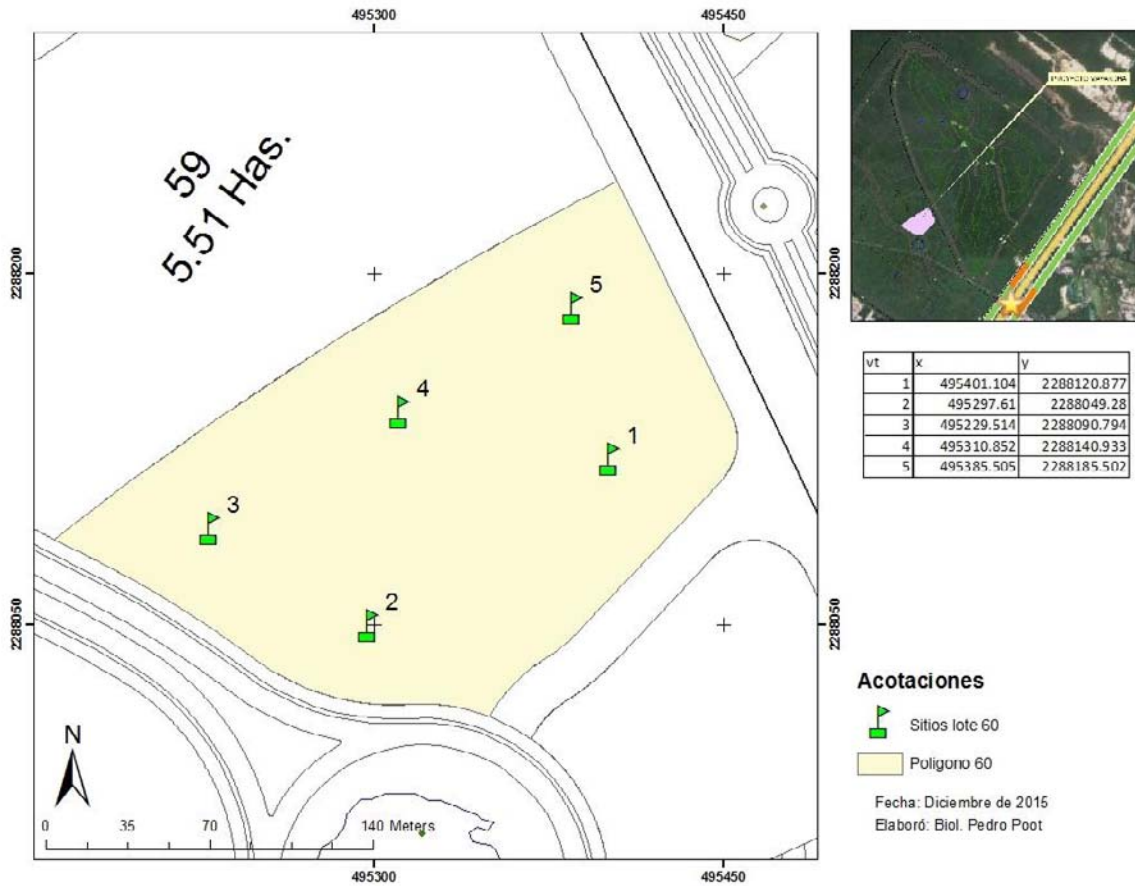 495300
495450
59
5.51 Has.
2288200
2288200
5
4
1
3
2
2288050
2288050
N
0 35 70 140 Meters
495300
495450
vt x y
1 495401.104 2288120.877
2 495297.61 2288049.28
3 495229.514 2288090.794
4 495310.852 2288140.933
5 495385.505 2288185.502
PROYECTO
Acotaciones
Sitios lote 60
Poligono 60
Fecha: Diciembre de 2015
Elaboró: Biol. Pedro Poot